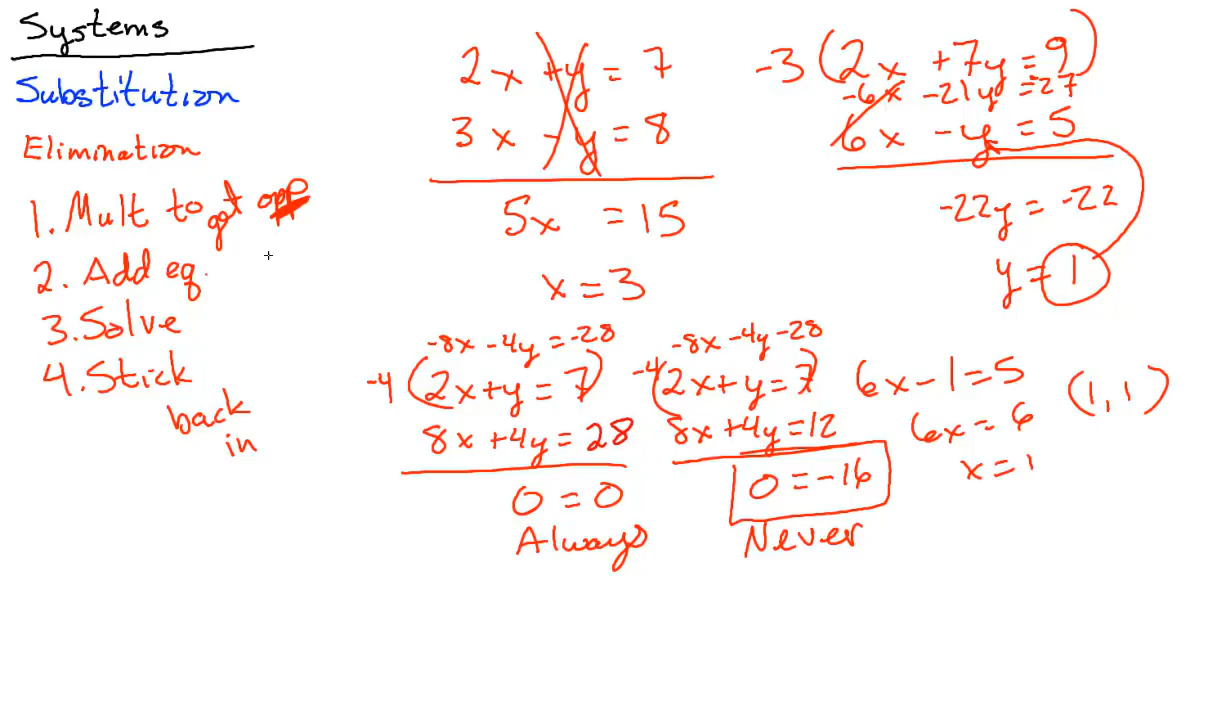 Systems
Substitution
Elimination
1. Mult to get opp
2. Add eq.
3. Solve
4. Stick
back
in
2x + y = 7
3x - y = 8
5x = 15
x = 3
-3 (2x + 7y = 9)
-6x -21y = -27
6x - y = 5
-22y = -22
y = 1
-8x - 4y = -28
-4 (2x + y = 7)
8x + 4y = 28
0 = 0
Always
-8x - 4y -28
-4 (2x + y = 7)
8x + 4y = 12
0 = -16
Never
6x - 1 = 5
6x = 6
x = 1
(1, 1)